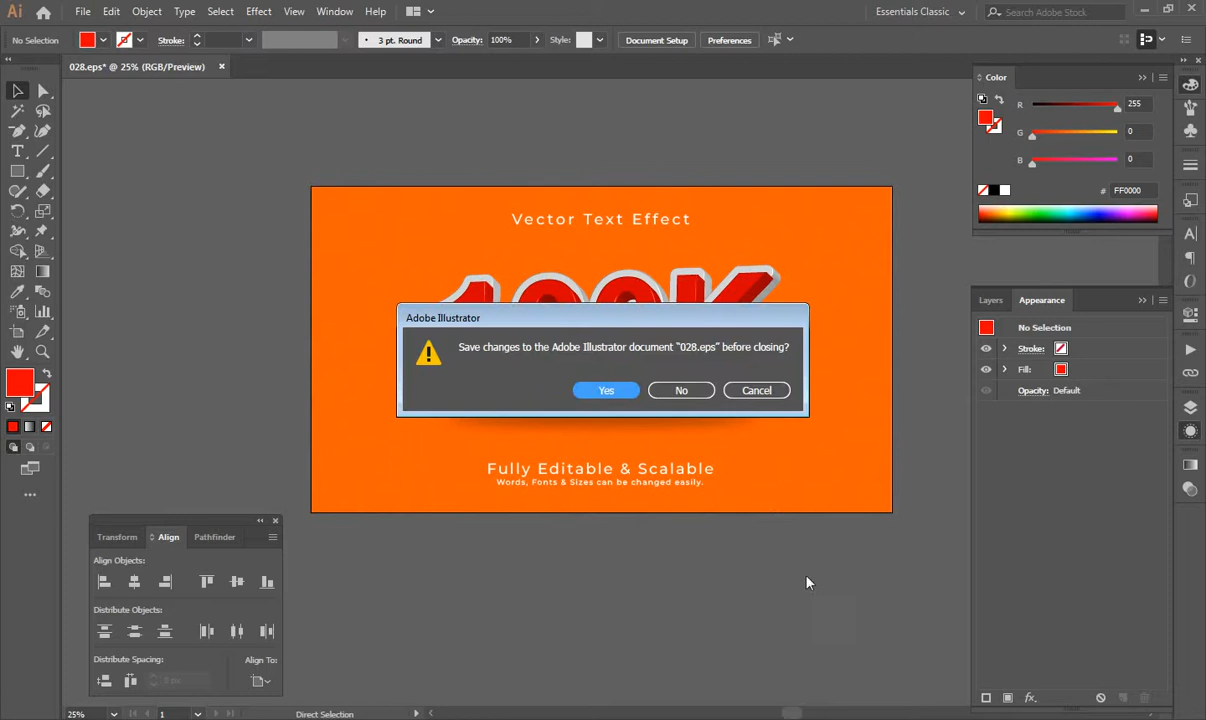 Ai File Edit Object Type Select Effect View Window Help Essentials Classic Search Adobe Stock
No Selection Stroke: 3 pt. Round Opacity: 100% Style: Document Setup Preferences
028.eps* @ 25% (RGB/Preview)
Color
R 255
G 0
B 0
# FF0000
Vector Text Effect
100K
Adobe Illustrator
Save changes to the Adobe Illustrator document "028.eps" before closing?
Yes No Cancel
Fully Editable & Scalable
Words, Fonts & Sizes can be changed easily.
Layers Appearance
No Selection
Stroke:
Fill:
Opacity: Default
fx
Transform Align Pathfinder
Align Objects:
Distribute Objects:
Distribute Spacing: Align To:
0 px
25% 1 Direct Selection